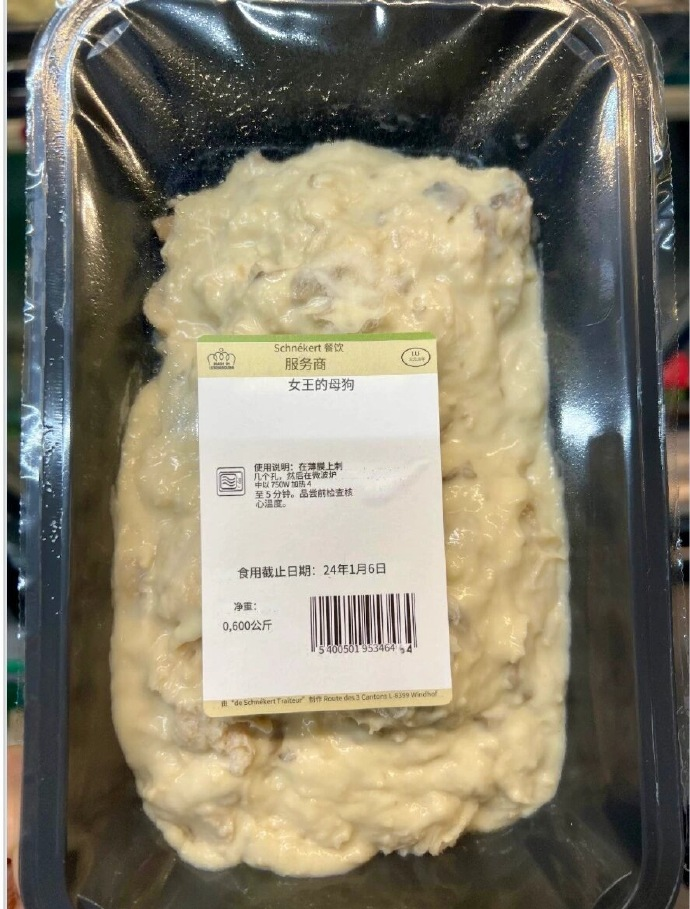 Schnékert 餐饮
服务商
LU
女王的母狗
使用说明：在薄膜上刺
几个孔，然后在微波炉
中以 750W 加热 4
至 5 分钟。品尝前检查核
心温度。
食用截止日期：24年1月6日
净重：
0,600公斤
5 400501 953464
由 "de Schnékert Traiteur" 制作 Route des 3 Cantons L-8399 Windhof